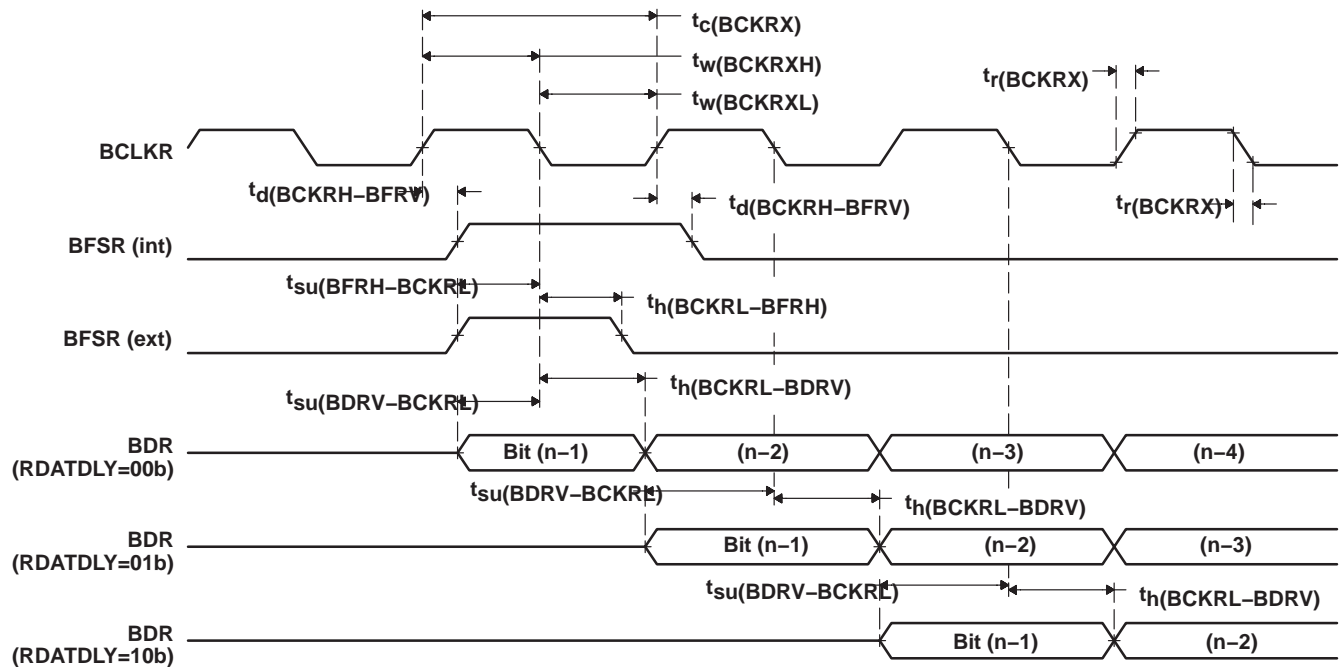 tc(BCKRX)
tw(BCKRXH)
tr(BCKRX)
tw(BCKRXL)
BCLKR
td(BCKRH−BFRV)
td(BCKRH−BFRV)
tr(BCKRX)
BFSR (int)
tsu(BFRH−BCKRL)
th(BCKRL−BFRH)
BFSR (ext)
th(BCKRL−BDRV)
tsu(BDRV−BCKRL)
BDR
(RDATDLY=00b)
Bit (n−1) (n−2) (n−3) (n−4)
tsu(BDRV−BCKRL)
th(BCKRL−BDRV)
BDR
(RDATDLY=01b)
Bit (n−1) (n−2) (n−3)
tsu(BDRV−BCKRL)
th(BCKRL−BDRV)
BDR
(RDATDLY=10b)
Bit (n−1) (n−2)